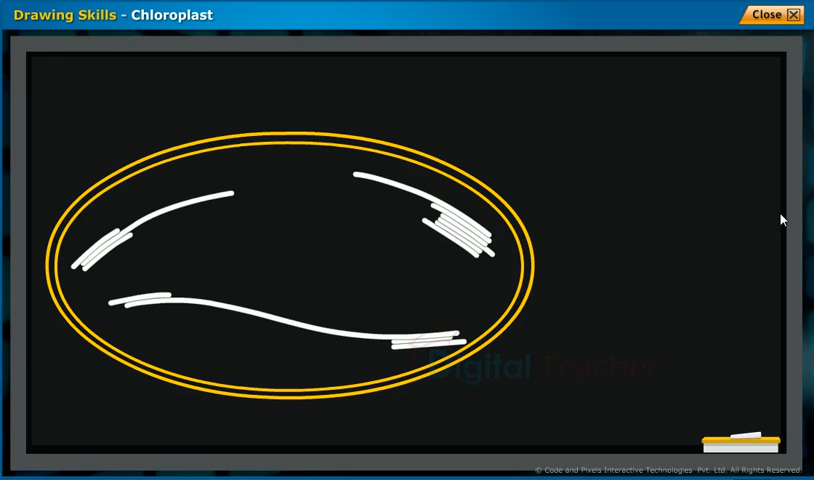 Drawing Skills - Chloroplast
Close
Digital Teacher
© Code and Pixels Interactive Technologies Pvt. Ltd. All Rights Reserved